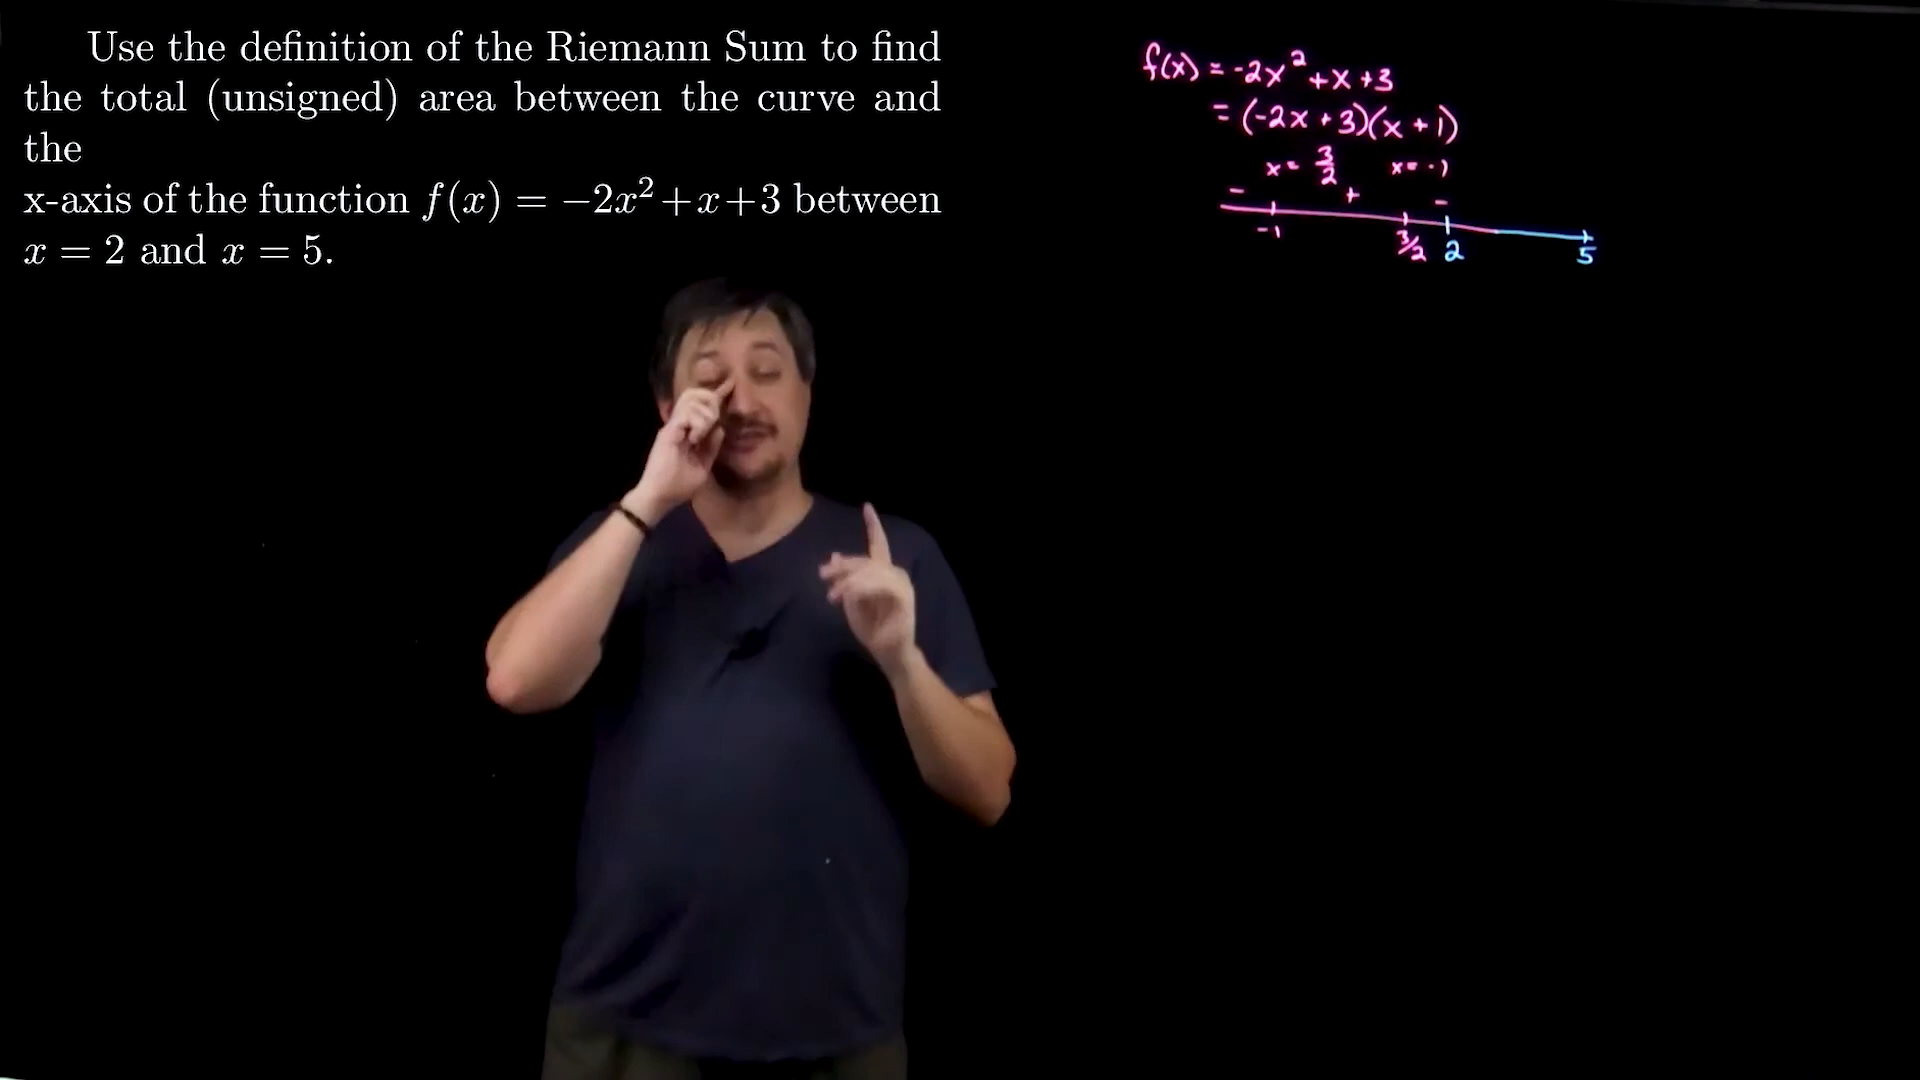 Use the definition of the Riemann Sum to find
the total (unsigned) area between the curve and
the
x-axis of the function f(x) = −2x²+x+3 between
x = 2 and x = 5.
f(x) = -2x² + x + 3
= (-2x + 3)(x + 1)
x = 3/2 x = -1
- + -
-1 3/2 2 5